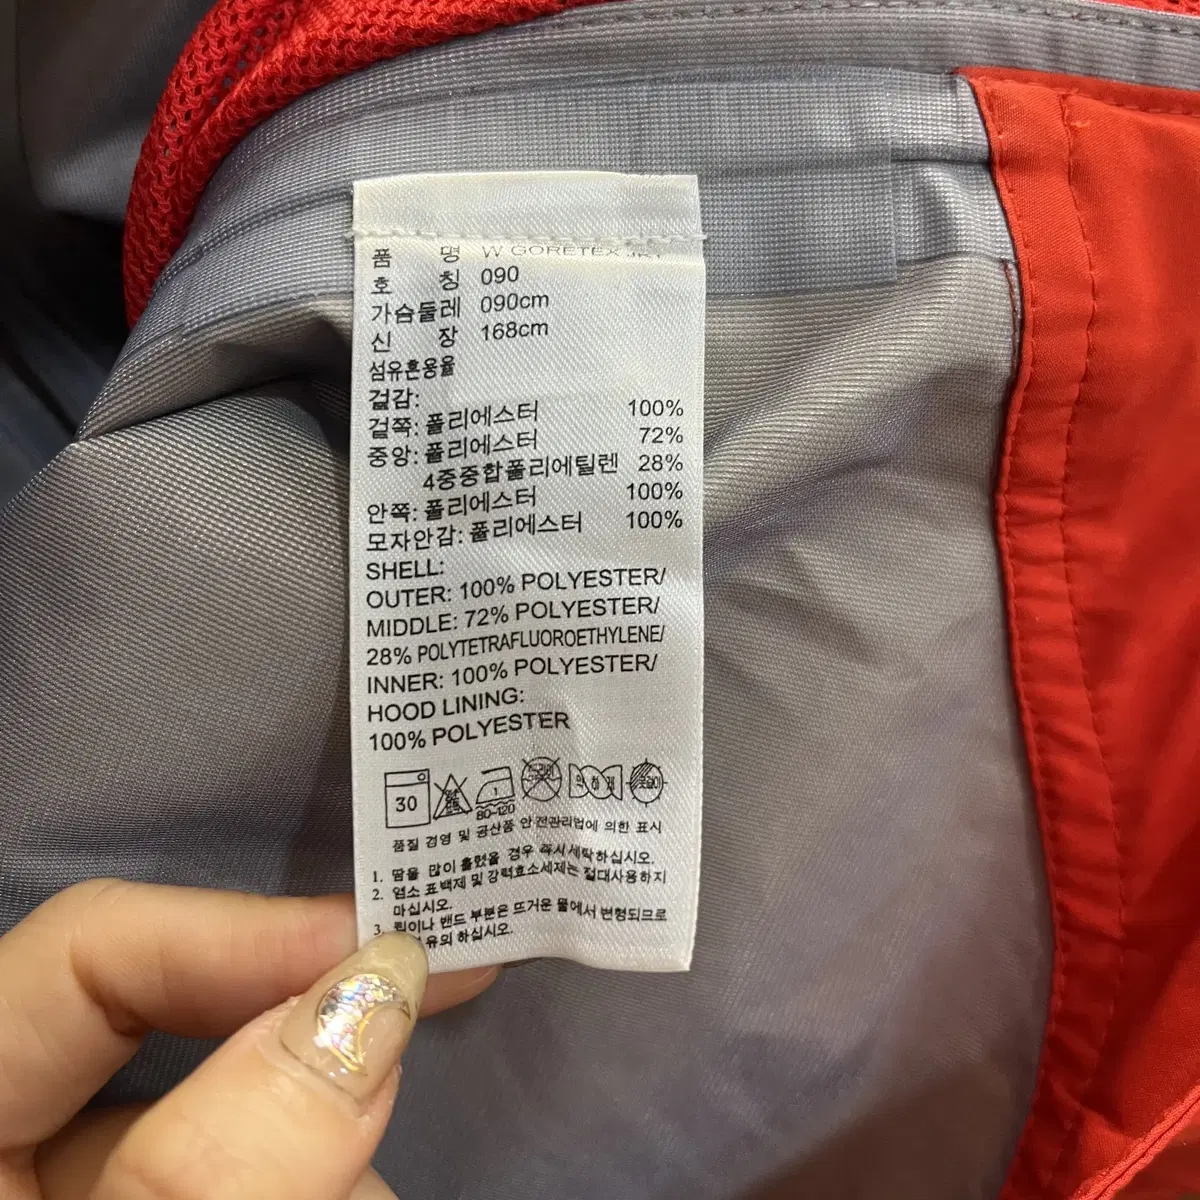 품 명 W GORETEX JKT
호 칭 090
가슴둘레 090cm
신 장 168cm
섬유혼용율
겉감:
겉쪽: 폴리에스터 100%
중앙: 폴리에스터 72%
4중중합폴리에틸렌 28%
안쪽: 폴리에스터 100%
모자안감: 폴리에스터 100%
SHELL:
OUTER: 100% POLYESTER/
MIDDLE: 72% POLYESTER/
28% POLYTETRAFLUOROETHYLENE/
INNER: 100% POLYESTER/
HOOD LINING:
100% POLYESTER
30 1 80-120 드라이
품질 경영 및 공산품 안전관리법에 의한 표시
1. 땀을 많이 흘렸을 경우 즉시세탁하십시오.
2. 염소 표백제 및 강력효소세제는 절대사용하지
마십시오.
3. 립이나 밴드 부분은 뜨거운 물에서 변형되므로
유의 하십시오.